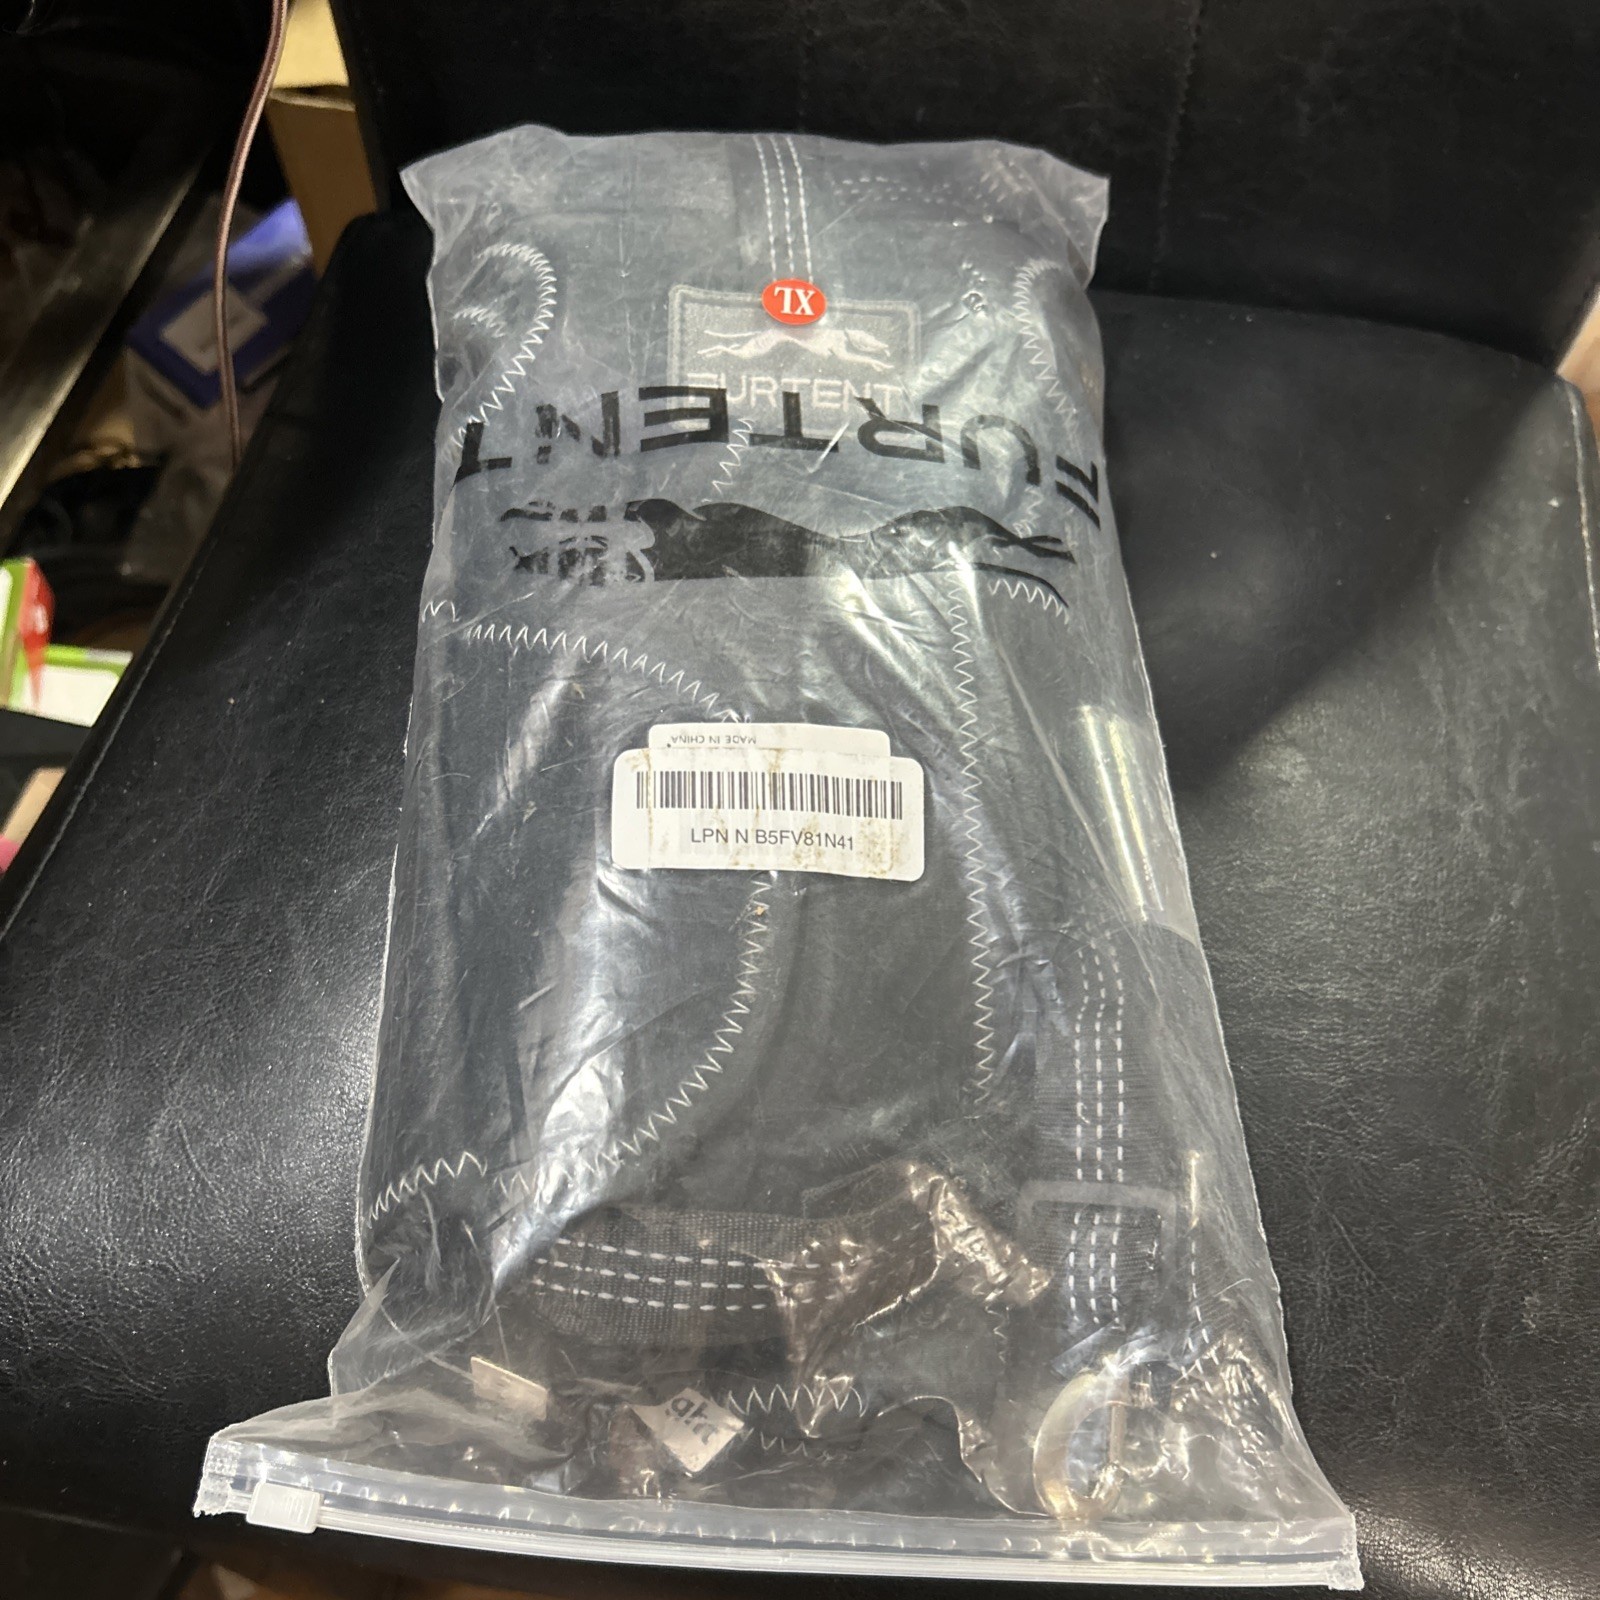 XL
FURTENT
FURTENT
MADE IN CHINA
LPN N B5FV81N41